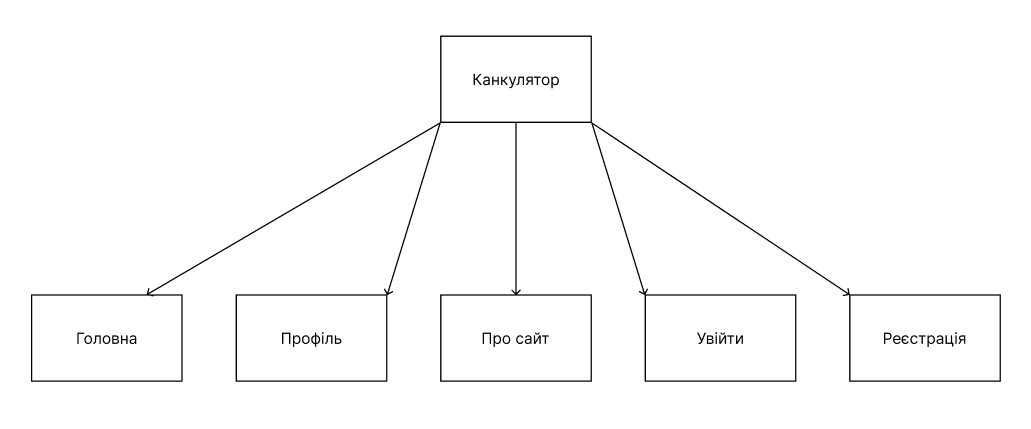 Канкулятор
Головна
Профіль
Про сайт
Увійти
Реєстрація